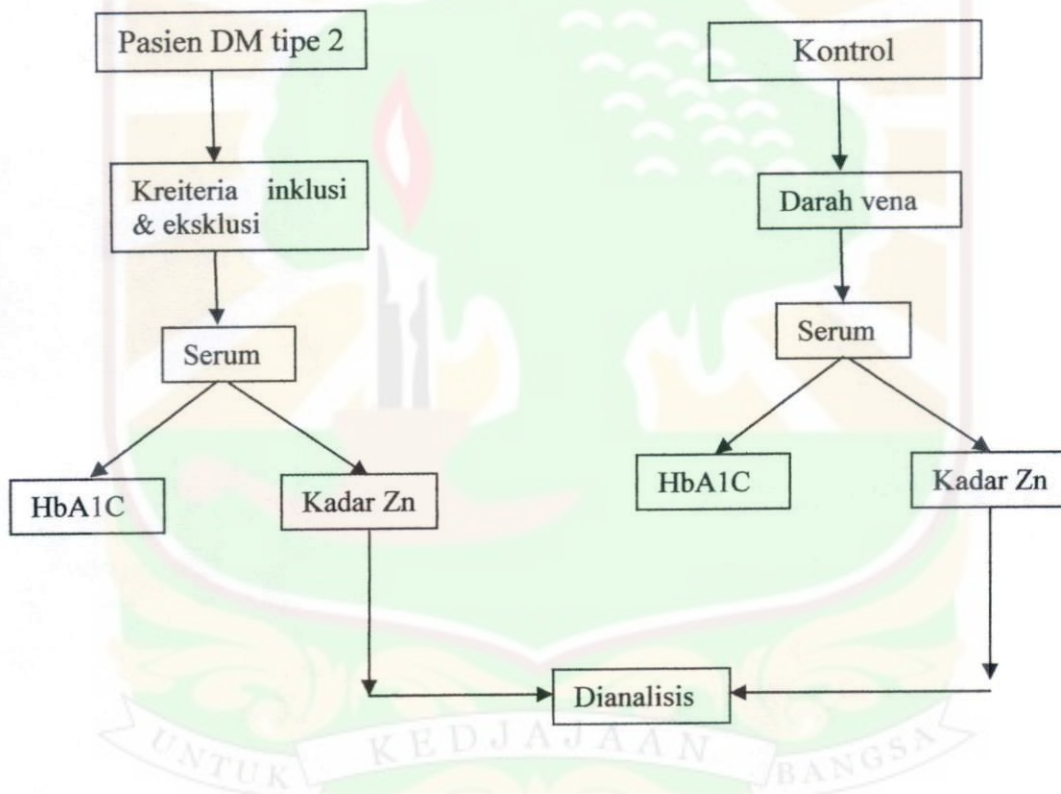 Pasien DM tipe 2
Kontrol
Kreiteria inklusi
& eksklusi
Darah vena
Serum
Serum
HbA1C
Kadar Zn
HbA1C
Kadar Zn
Dianalisis
UNTUK KEDJAJAAN BANGSA